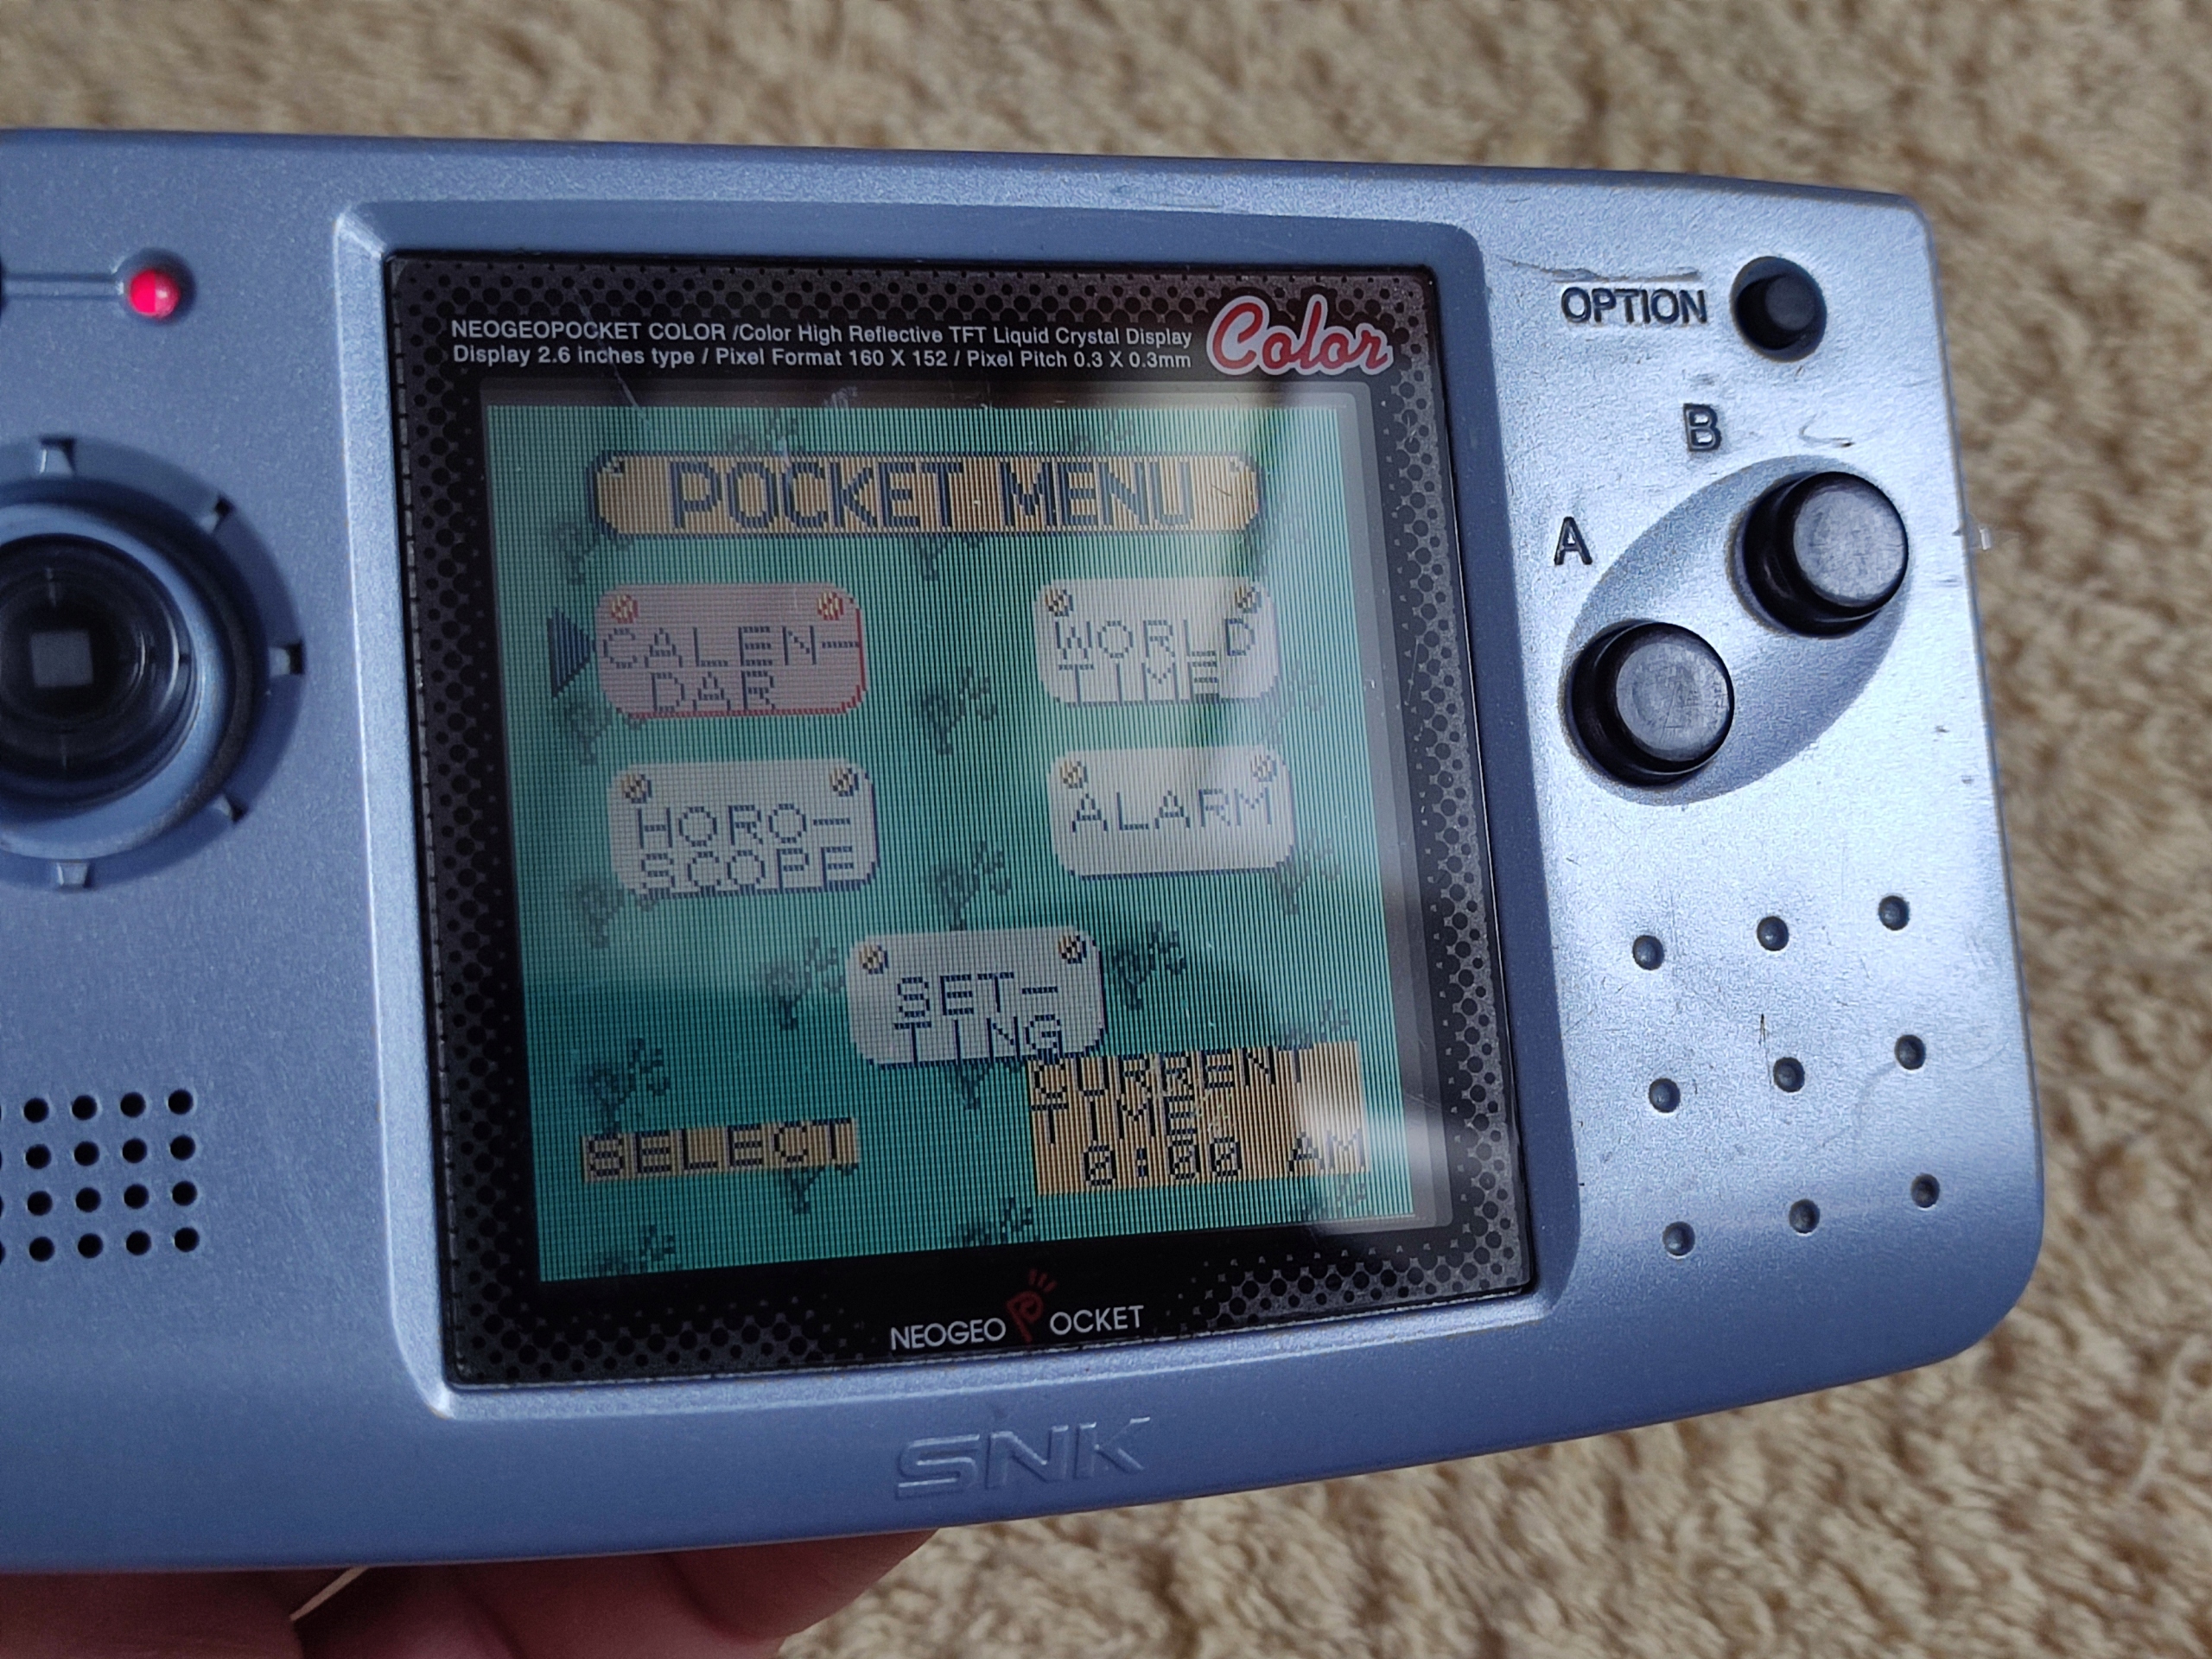 NEOGEOPOCKET COLOR /Color High Reflective TFT Liquid Crystal Display
Display 2.6 inches type / Pixel Format 160 X 152 / Pixel Pitch 0.3 X 0.3mm
Color
OPTION
B
A
POCKET MENU
CALEN-
DAR
WORLD
TIME
HORO-
SCOPE
ALARM
SET-
TING
SELECT
CURRENT
TIME
0:00 AM
NEOGEO POCKET
SNK